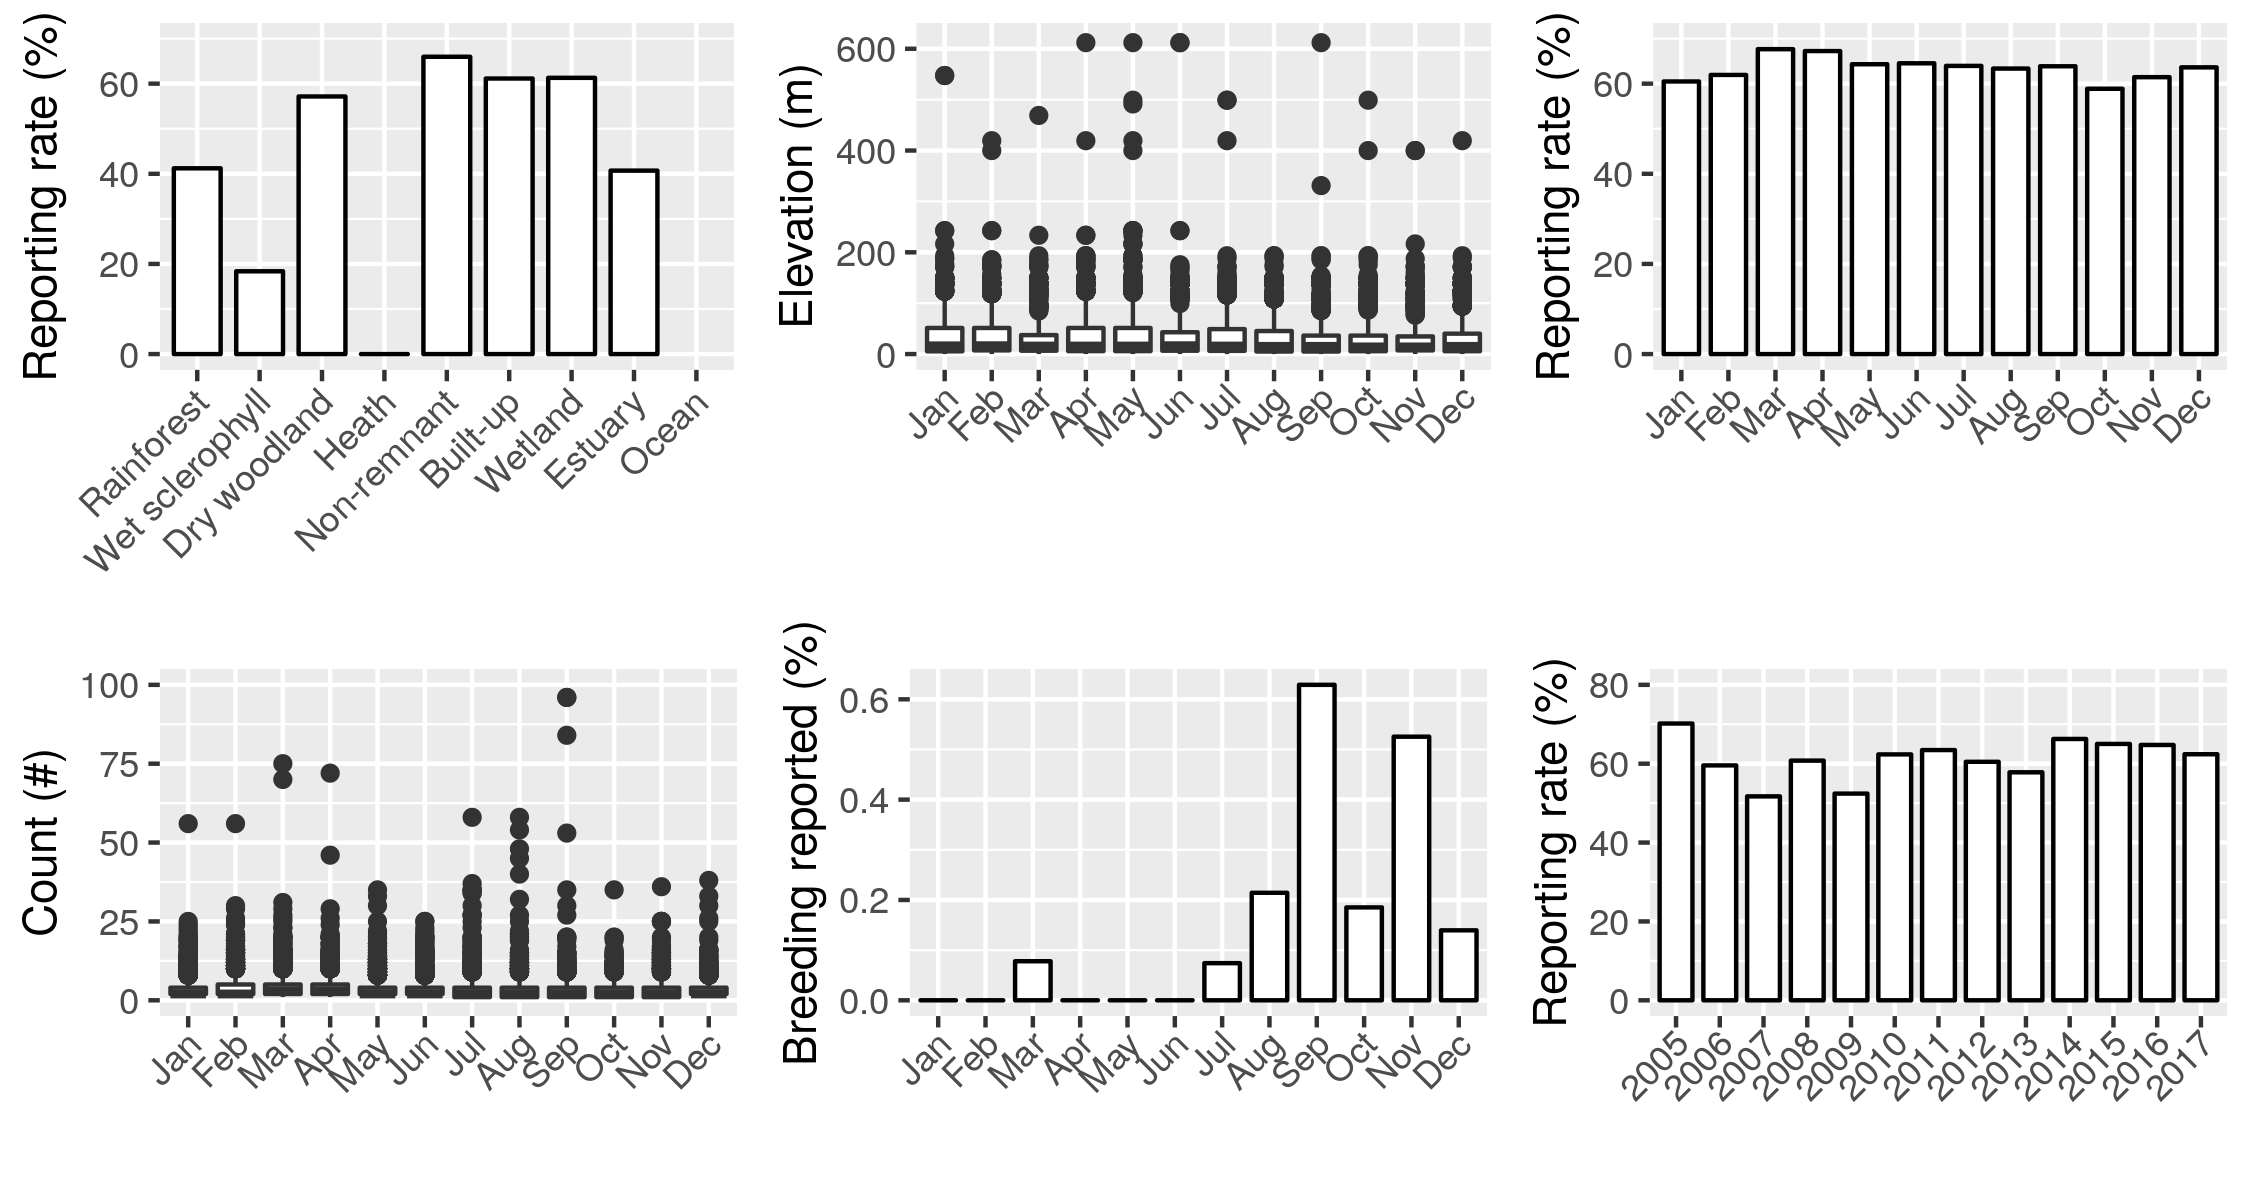 Reporting rate (%)
60
40
20
0
Rainforest
Wet sclerophyll
Dry woodland
Heath
Non-remnant
Built-up
Wetland
Estuary
Ocean
Elevation (m)
600
400
200
0
Jan
Feb
Mar
Apr
May
Jun
Jul
Aug
Sep
Oct
Nov
Dec
Reporting rate (%)
60
40
20
0
Jan
Feb
Mar
Apr
May
Jun
Jul
Aug
Sep
Oct
Nov
Dec
Count (#)
100
75
50
25
0
Jan
Feb
Mar
Apr
May
Jun
Jul
Aug
Sep
Oct
Nov
Dec
Breeding reported (%)
0.6
0.4
0.2
0.0
Jan
Feb
Mar
Apr
May
Jun
Jul
Aug
Sep
Oct
Nov
Dec
Reporting rate (%)
80
60
40
20
0
2005
2006
2007
2008
2009
2010
2011
2012
2013
2014
2015
2016
2017